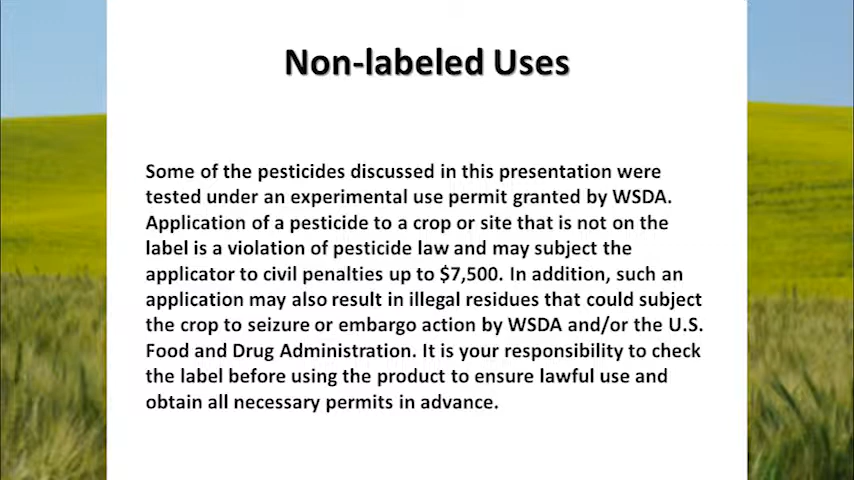 Non-labeled Uses
Some of the pesticides discussed in this presentation were
tested under an experimental use permit granted by WSDA.
Application of a pesticide to a crop or site that is not on the
label is a violation of pesticide law and may subject the
applicator to civil penalties up to $7,500. In addition, such an
application may also result in illegal residues that could subject
the crop to seizure or embargo action by WSDA and/or the U.S.
Food and Drug Administration. It is your responsibility to check
the label before using the product to ensure lawful use and
obtain all necessary permits in advance.